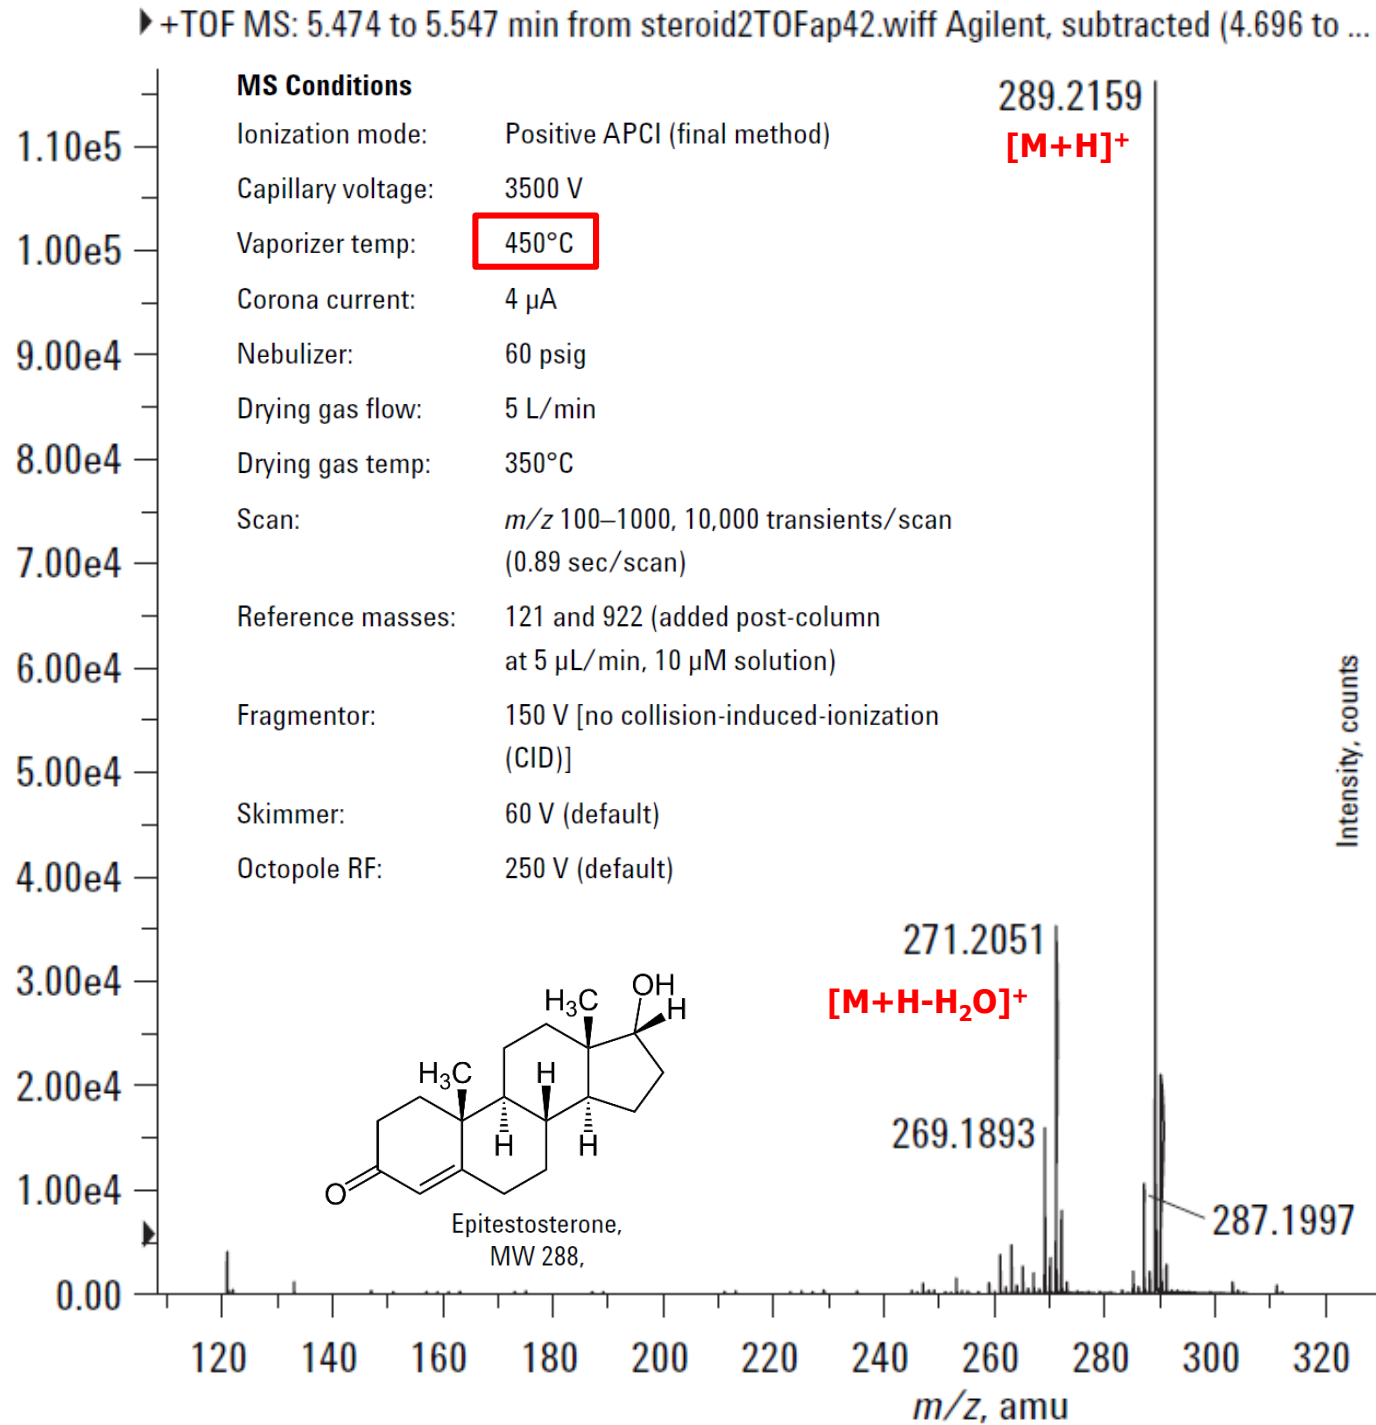 +TOF MS: 5.474 to 5.547 min from steroid2TOFap42.wiff Agilent, subtracted (4.696 to ...
MS Conditions
Ionization mode: Positive APCI (final method)
Capillary voltage: 3500 V
Vaporizer temp: 450°C
Corona current: 4 µA
Nebulizer: 60 psig
Drying gas flow: 5 L/min
Drying gas temp: 350°C
Scan: m/z 100–1000, 10,000 transients/scan
(0.89 sec/scan)
Reference masses: 121 and 922 (added post-column
at 5 µL/min, 10 µM solution)
Fragmentor: 150 V [no collision-induced-ionization
(CID)]
Skimmer: 60 V (default)
Octopole RF: 250 V (default)
289.2159
[M+H]+
271.2051
[M+H-H2O]+
269.1893
287.1997
1.10e5
1.00e5
9.00e4
8.00e4
7.00e4
6.00e4
5.00e4
4.00e4
3.00e4
2.00e4
1.00e4
0.00
Intensity, counts
OH
H3C
H
H3C
H
H
H
O
Epitestosterone,
MW 288,
120 140 160 180 200 220 240 260 280 300 320
m/z, amu